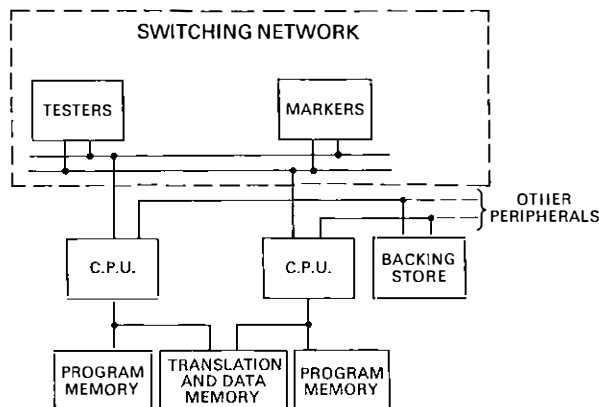 SWITCHING NETWORK
TESTERS
MARKERS
OTHER
PERIPHERALS
C.P.U.
C.P.U.
BACKING
STORE
PROGRAM
MEMORY
TRANSLATION
AND DATA
MEMORY
PROGRAM
MEMORY